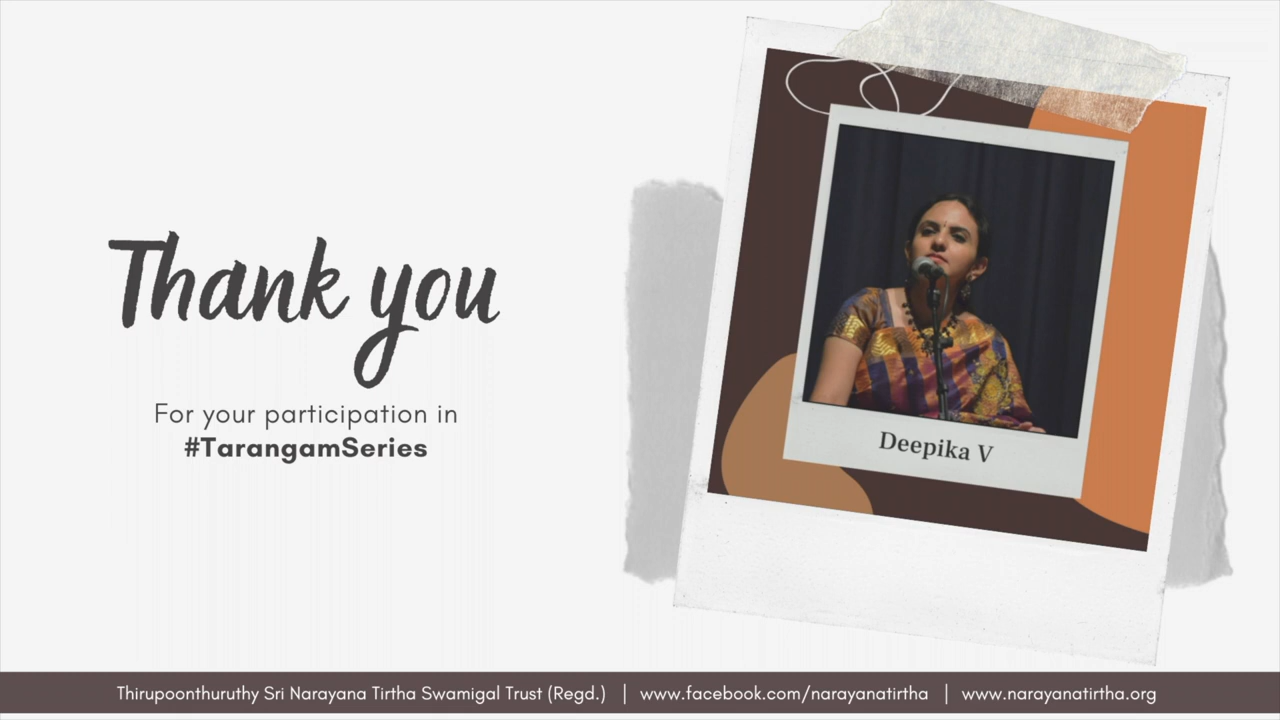 Thank you
For your participation in
#TarangamSeries
Deepika V
Thirupoonthuruthy Sri Narayana Tirtha Swamigal Trust (Regd.) | www.facebook.com/narayanatirtha | www.narayanatirtha.org